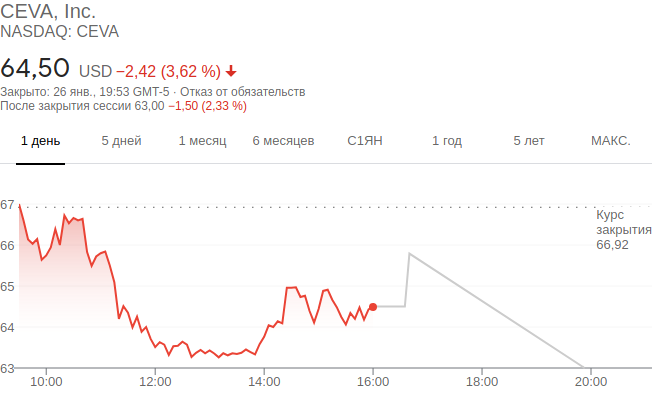 CEVA, Inc.
NASDAQ: CEVA
64,50 USD −2,42 (3,62 %)
Закрыто: 26 янв., 19:53 GMT-5 · Отказ от обязательств
После закрытия сессии 63,00 −1,50 (2,33 %)
1 день 5 дней 1 месяц 6 месяцев С1ЯН 1 год 5 лет МАКС.
67
Курс
закрытия
66,92
66
65
64
63
10:00 12:00 14:00 16:00 18:00 20:00